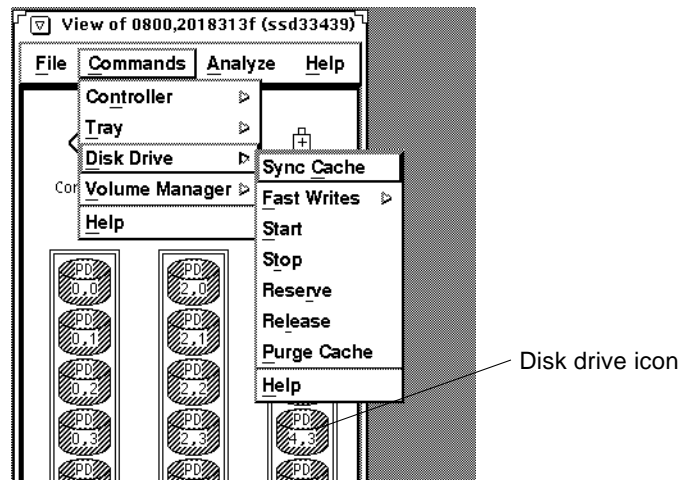 View of 0800,2018313f (ssd33439)
File Commands Analyze Help
Controller
Tray
Disk Drive
Sync Cache
Volume Manager
Fast Writes
Help
Start
Stop
Reserve
Release
Purge Cache
Help
PD 0,0
PD 2,0
PD 0,1
PD 2,1
PD 0,2
PD 2,2
PD 0,3
PD 2,3
PD 4,3
PD
PD
PD
Disk drive icon